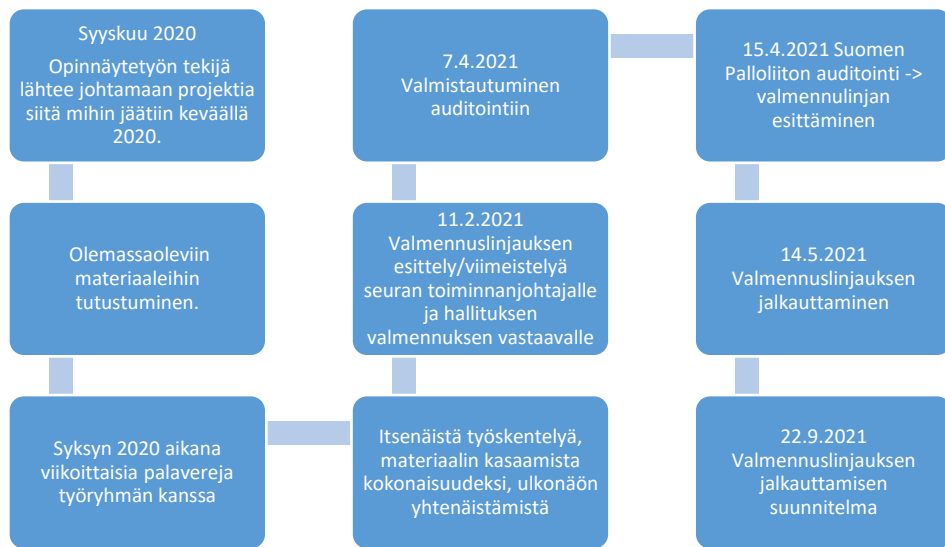 Syyskuu 2020
Opinnäytetyön tekijä
lähtee johtamaan projektia
siitä mihin jäätiin keväällä
2020.
Olemassaoleviin
materiaaleihin
tutustuminen.
Syksyn 2020 aikana
viikoittaisia palavereja
työryhmän kanssa
Itsenäistä työskentelyä,
materiaalin kasaamista
kokonaisuudeksi, ulkonäön
yhtenäistämistä
11.2.2021
Valmennuslinjauksen
esittely/viimeistelyä
seuran toiminnanjohtajalle
ja hallituksen
valmennuksen vastaavalle
7.4.2021
Valmistautuminen
auditointiin
15.4.2021 Suomen
Palloliiton auditointi ->
valmennulinjan
esittäminen
14.5.2021
Valmennuslinjauksen
jalkauttaminen
22.9.2021
Valmennuslinjauksen
jalkauttamisen
suunnitelma